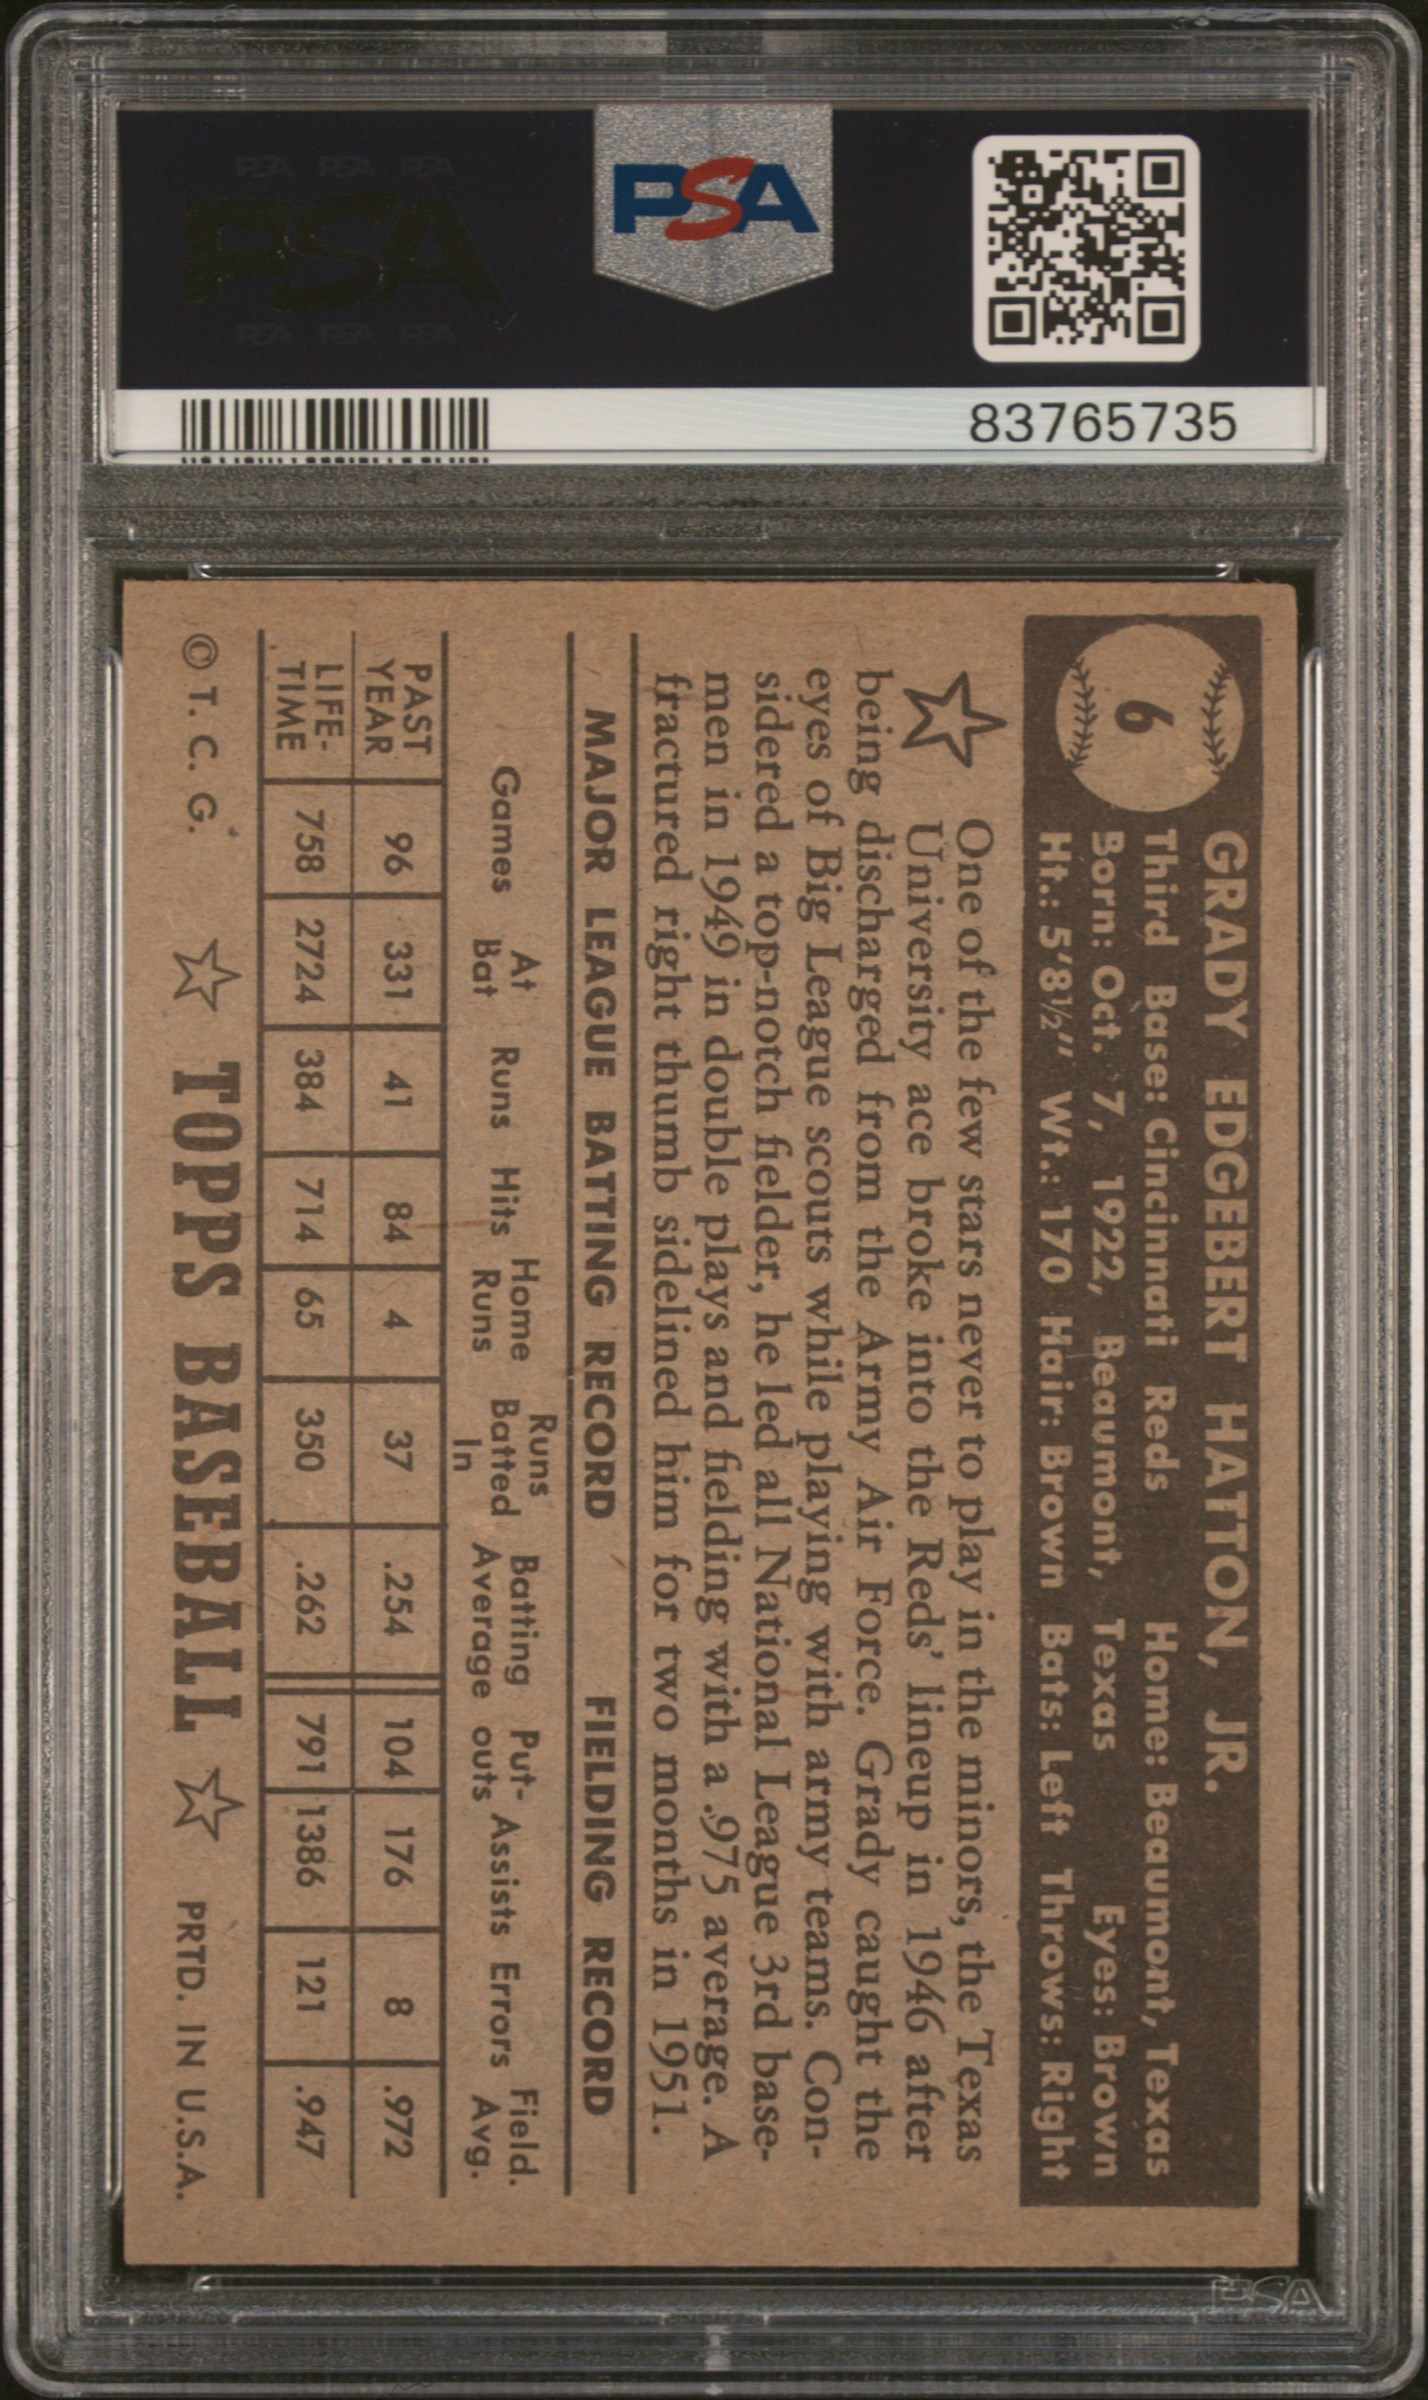 PSA PSA PSA
PSA
PSA PSA PSA
PSA
83765735
6
GRADY EDGEBERT HATTON, JR.
Third Base: Cincinnati Reds Home: Beaumont, Texas
Born: Oct. 7, 1922, Beaumont, Texas Eyes: Brown
Ht.: 5'8½" Wt.: 170 Hair: Brown Bats: Left Throws: Right
One of the few stars never to play in the minors, the Texas
University ace broke into the Reds' lineup in 1946 after
being discharged from the Army Air Force. Grady caught the
eyes of Big League scouts while playing with army teams. Con-
sidered a top-notch fielder, he led all National League 3rd base-
men in 1949 in double plays and fielding with a .975 average. A
fractured right thumb sidelined him for two months in 1951.
MAJOR LEAGUE BATTING RECORD FIELDING RECORD
Games At Bat Runs Hits Home Runs Runs Batted In Batting Average Put-outs Assists Errors Field. Avg.
PAST YEAR 96 331 41 84 4 37 .254 104 176 8 .972
LIFE-TIME 758 2724 384 714 65 350 .262 791 1386 121 .947
© T. C. G. ☆ TOPPS BASEBALL ☆ PRTD. IN U.S.A.
PSA